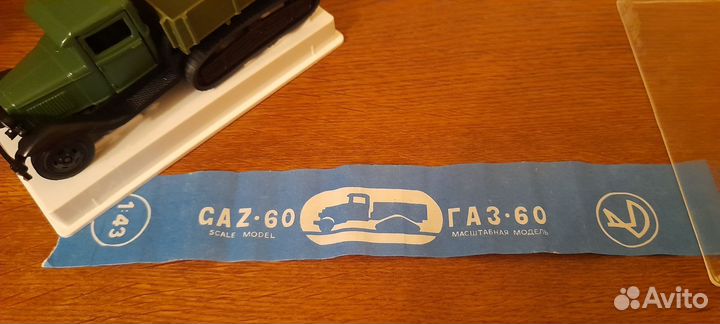 1:43
GAZ·60
SCALE MODEL
ГАЗ·60
МАСШТАБНАЯ МОДЕЛЬ
Avito